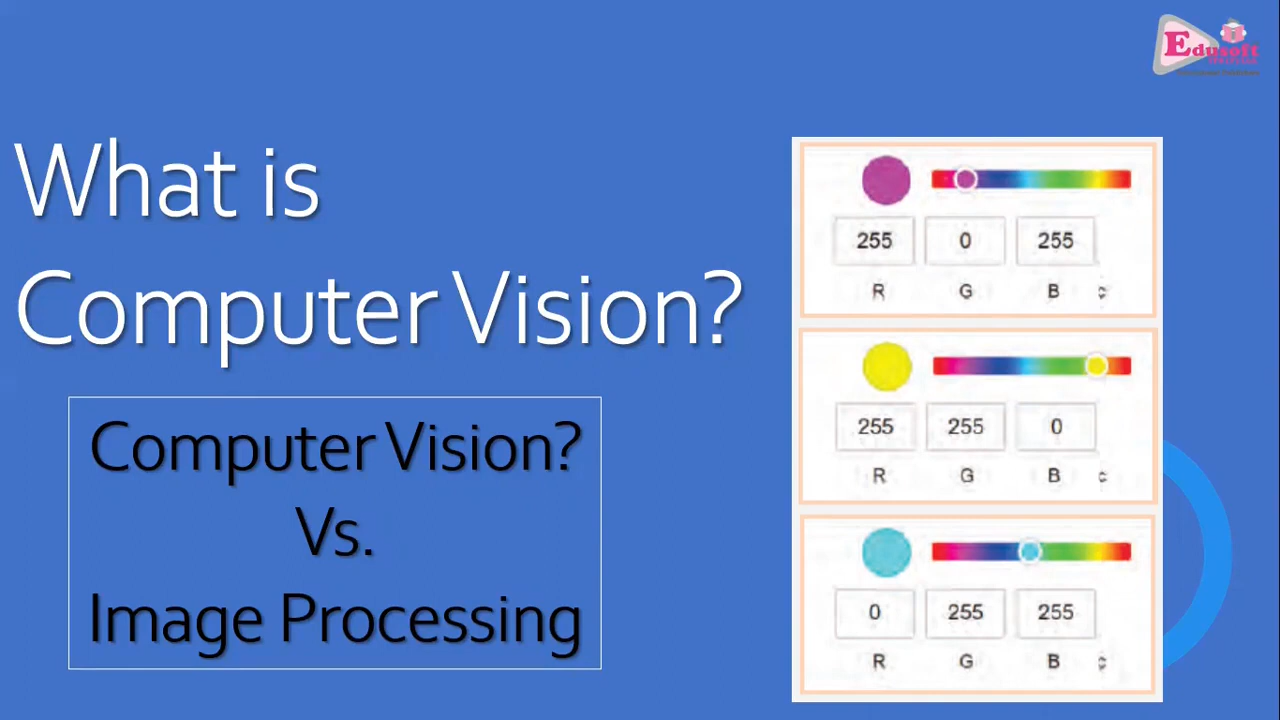 Edusoft
What is
Computer Vision?
Computer Vision?
Vs.
Image Processing
255 0 255
R G B
255 255 0
R G B
0 255 255
R G B